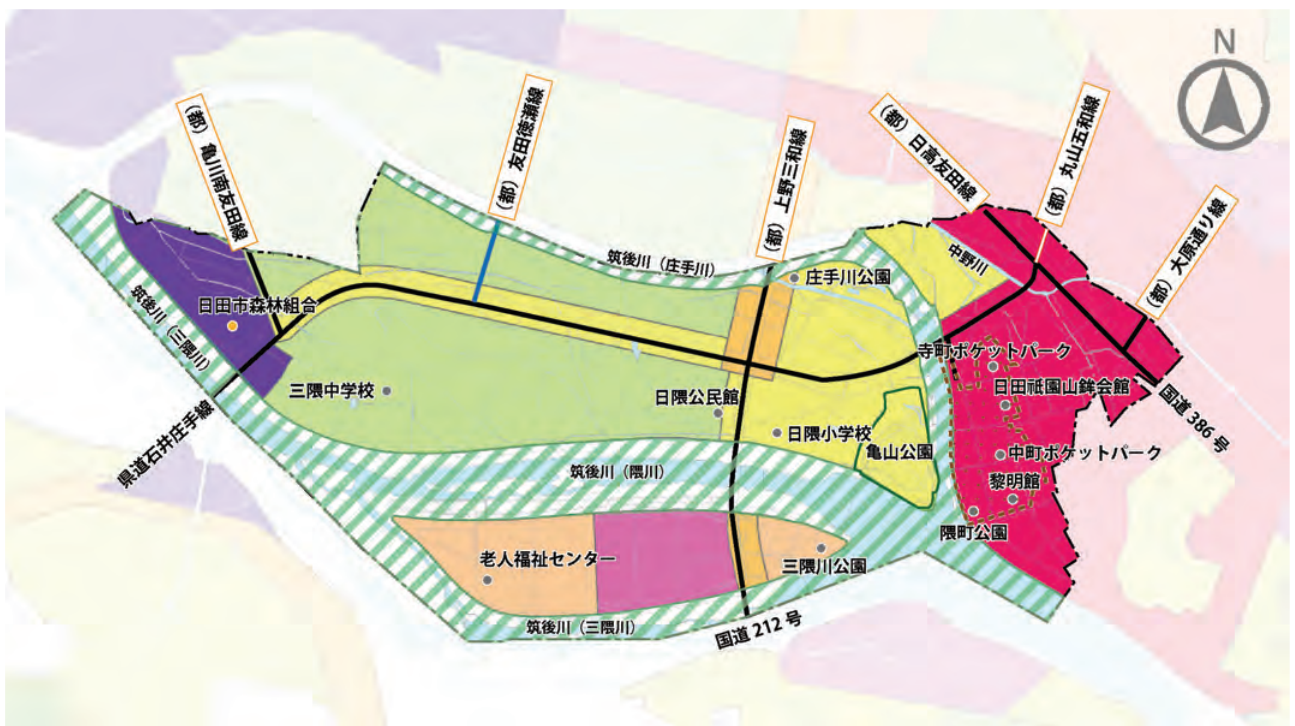 N
（都）亀川南友田線
（都）友田徳瀬線
（都）上野三和線
（都）日高友田線
（都）丸山五和線
（都）大原通り線
筑後川（庄手川）
庄手川公園
中野川
日田市森林組合
筑後川（三隈川）
寺町ポケットパーク
三隈中学校
日隈公民館
日田祇園山鉾会館
国道386号
日隈小学校
亀山公園
中町ポケットパーク
県道石井庄手線
筑後川（隈川）
黎明館
隈町公園
老人福祉センター
三隈川公園
筑後川（三隈川）
国道212号